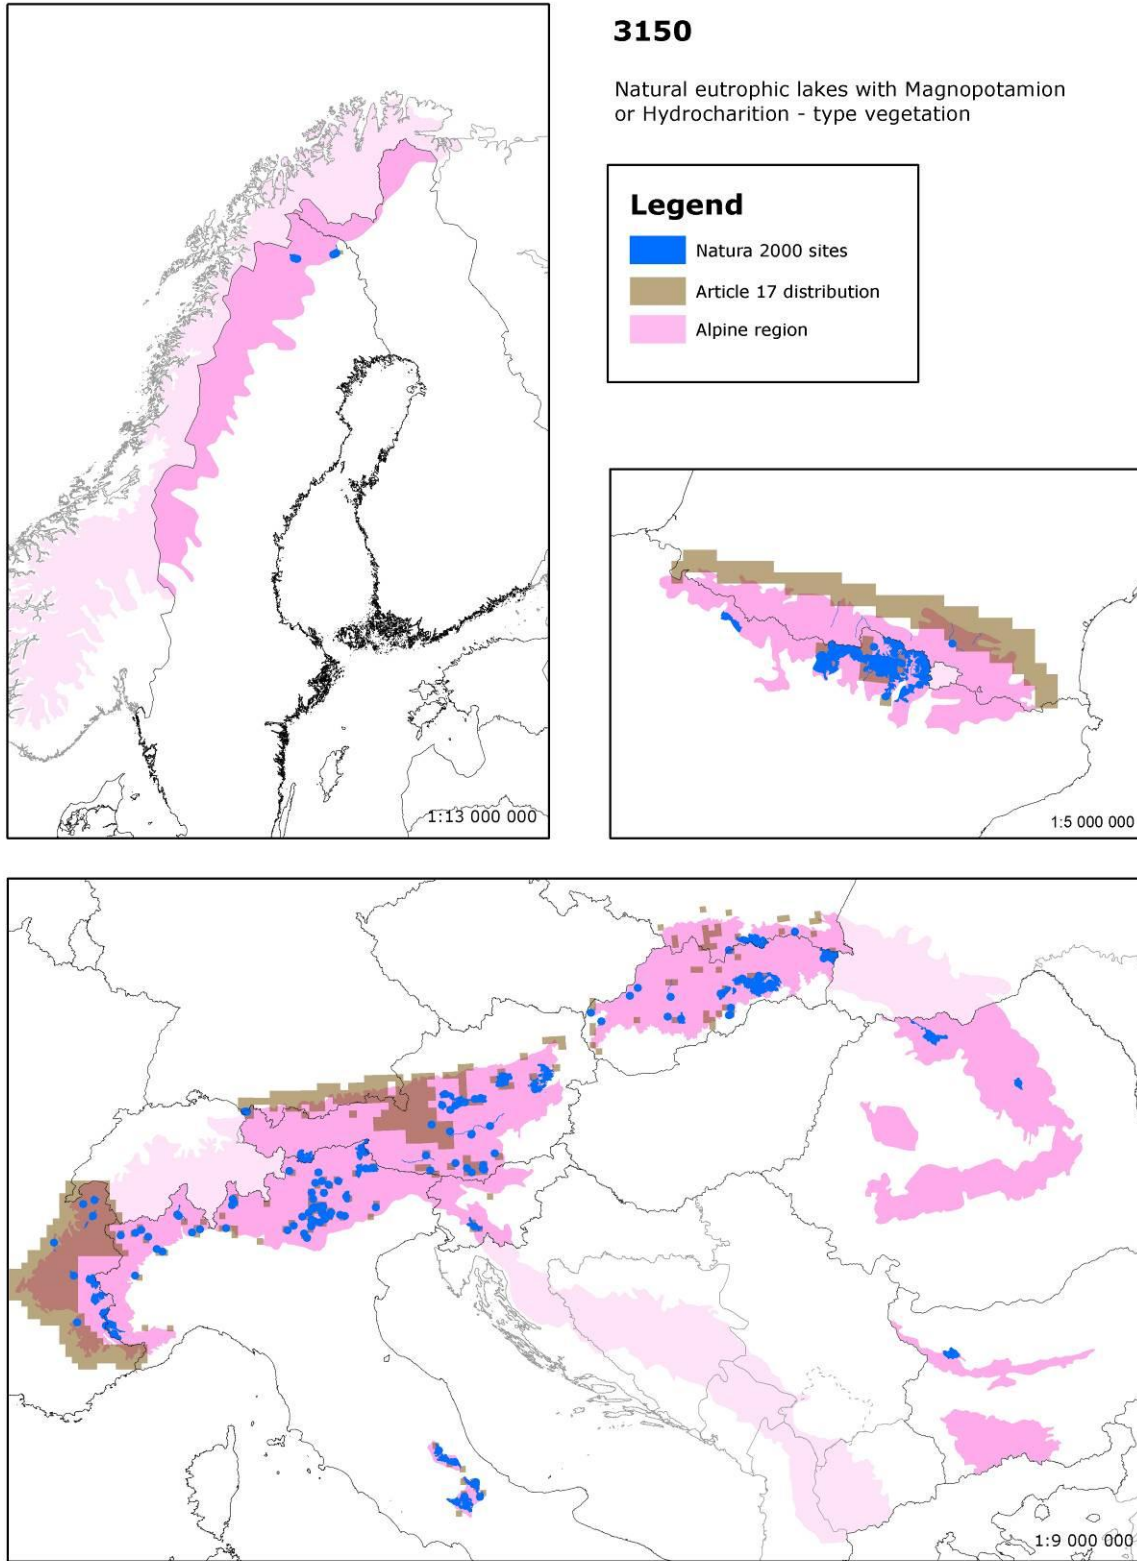 3150
Natural eutrophic lakes with Magnopotamion
or Hydrocharition - type vegetation
Legend
Natura 2000 sites
Article 17 distribution
Alpine region
1:13 000 000
1:5 000 000
1:9 000 000